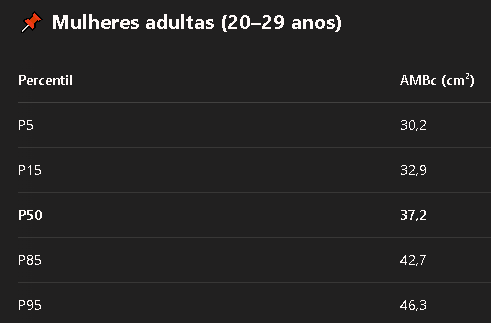 📌 Mulheres adultas (20–29 anos)
Percentil AMBc (cm²)
P5 30,2
P15 32,9
P50 37,2
P85 42,7
P95 46,3